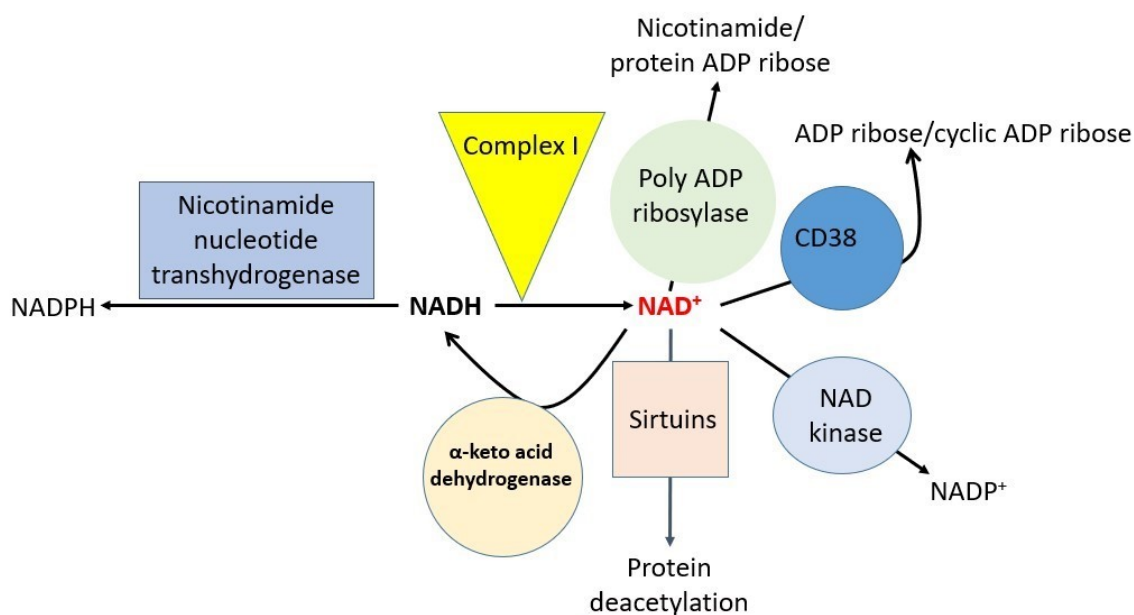 Nicotinamide/
protein ADP ribose
Complex I
ADP ribose/cyclic ADP ribose
Poly ADP
ribosylase
Nicotinamide
nucleotide
transhydrogenase
CD38
NADPH
NADH
NAD⁺
Sirtuins
NAD
kinase
α-keto acid
dehydrogenase
NADP⁺
Protein
deacetylation